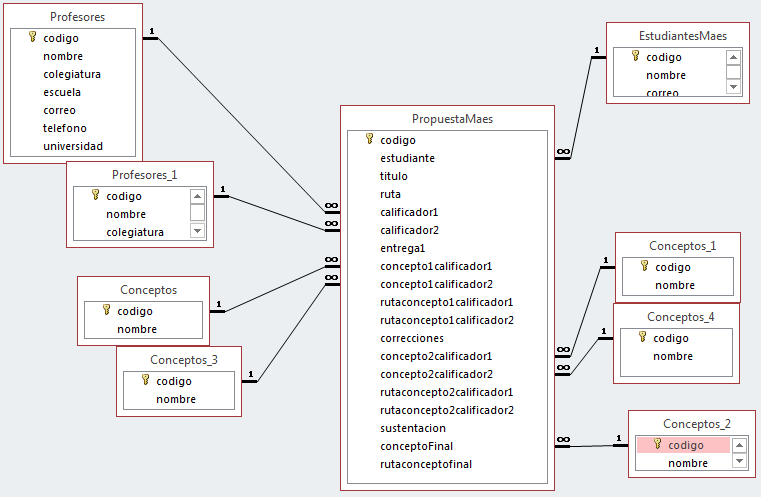 Profesores
codigo
nombre
colegiatura
escuela
correo
telefono
universidad
1
Profesores_1
codigo
nombre
colegiatura
1
Conceptos
codigo
nombre
1
Conceptos_3
codigo
nombre
1
PropuestaMaes
codigo
estudiante
titulo
ruta
calificador1
calificador2
entrega1
concepto1calificador1
concepto1calificador2
rutaconcepto1calificador1
rutaconcepto1calificador2
correcciones
concepto2calificador1
concepto2calificador2
rutaconcepto2calificador1
rutaconcepto2calificador2
sustentacion
conceptoFinal
rutaconceptofinal
∞
∞
∞
∞
∞
∞
∞
∞
EstudiantesMaes
codigo
nombre
correo
1
Conceptos_1
codigo
nombre
1
Conceptos_4
codigo
nombre
1
Conceptos_2
codigo
nombre
1